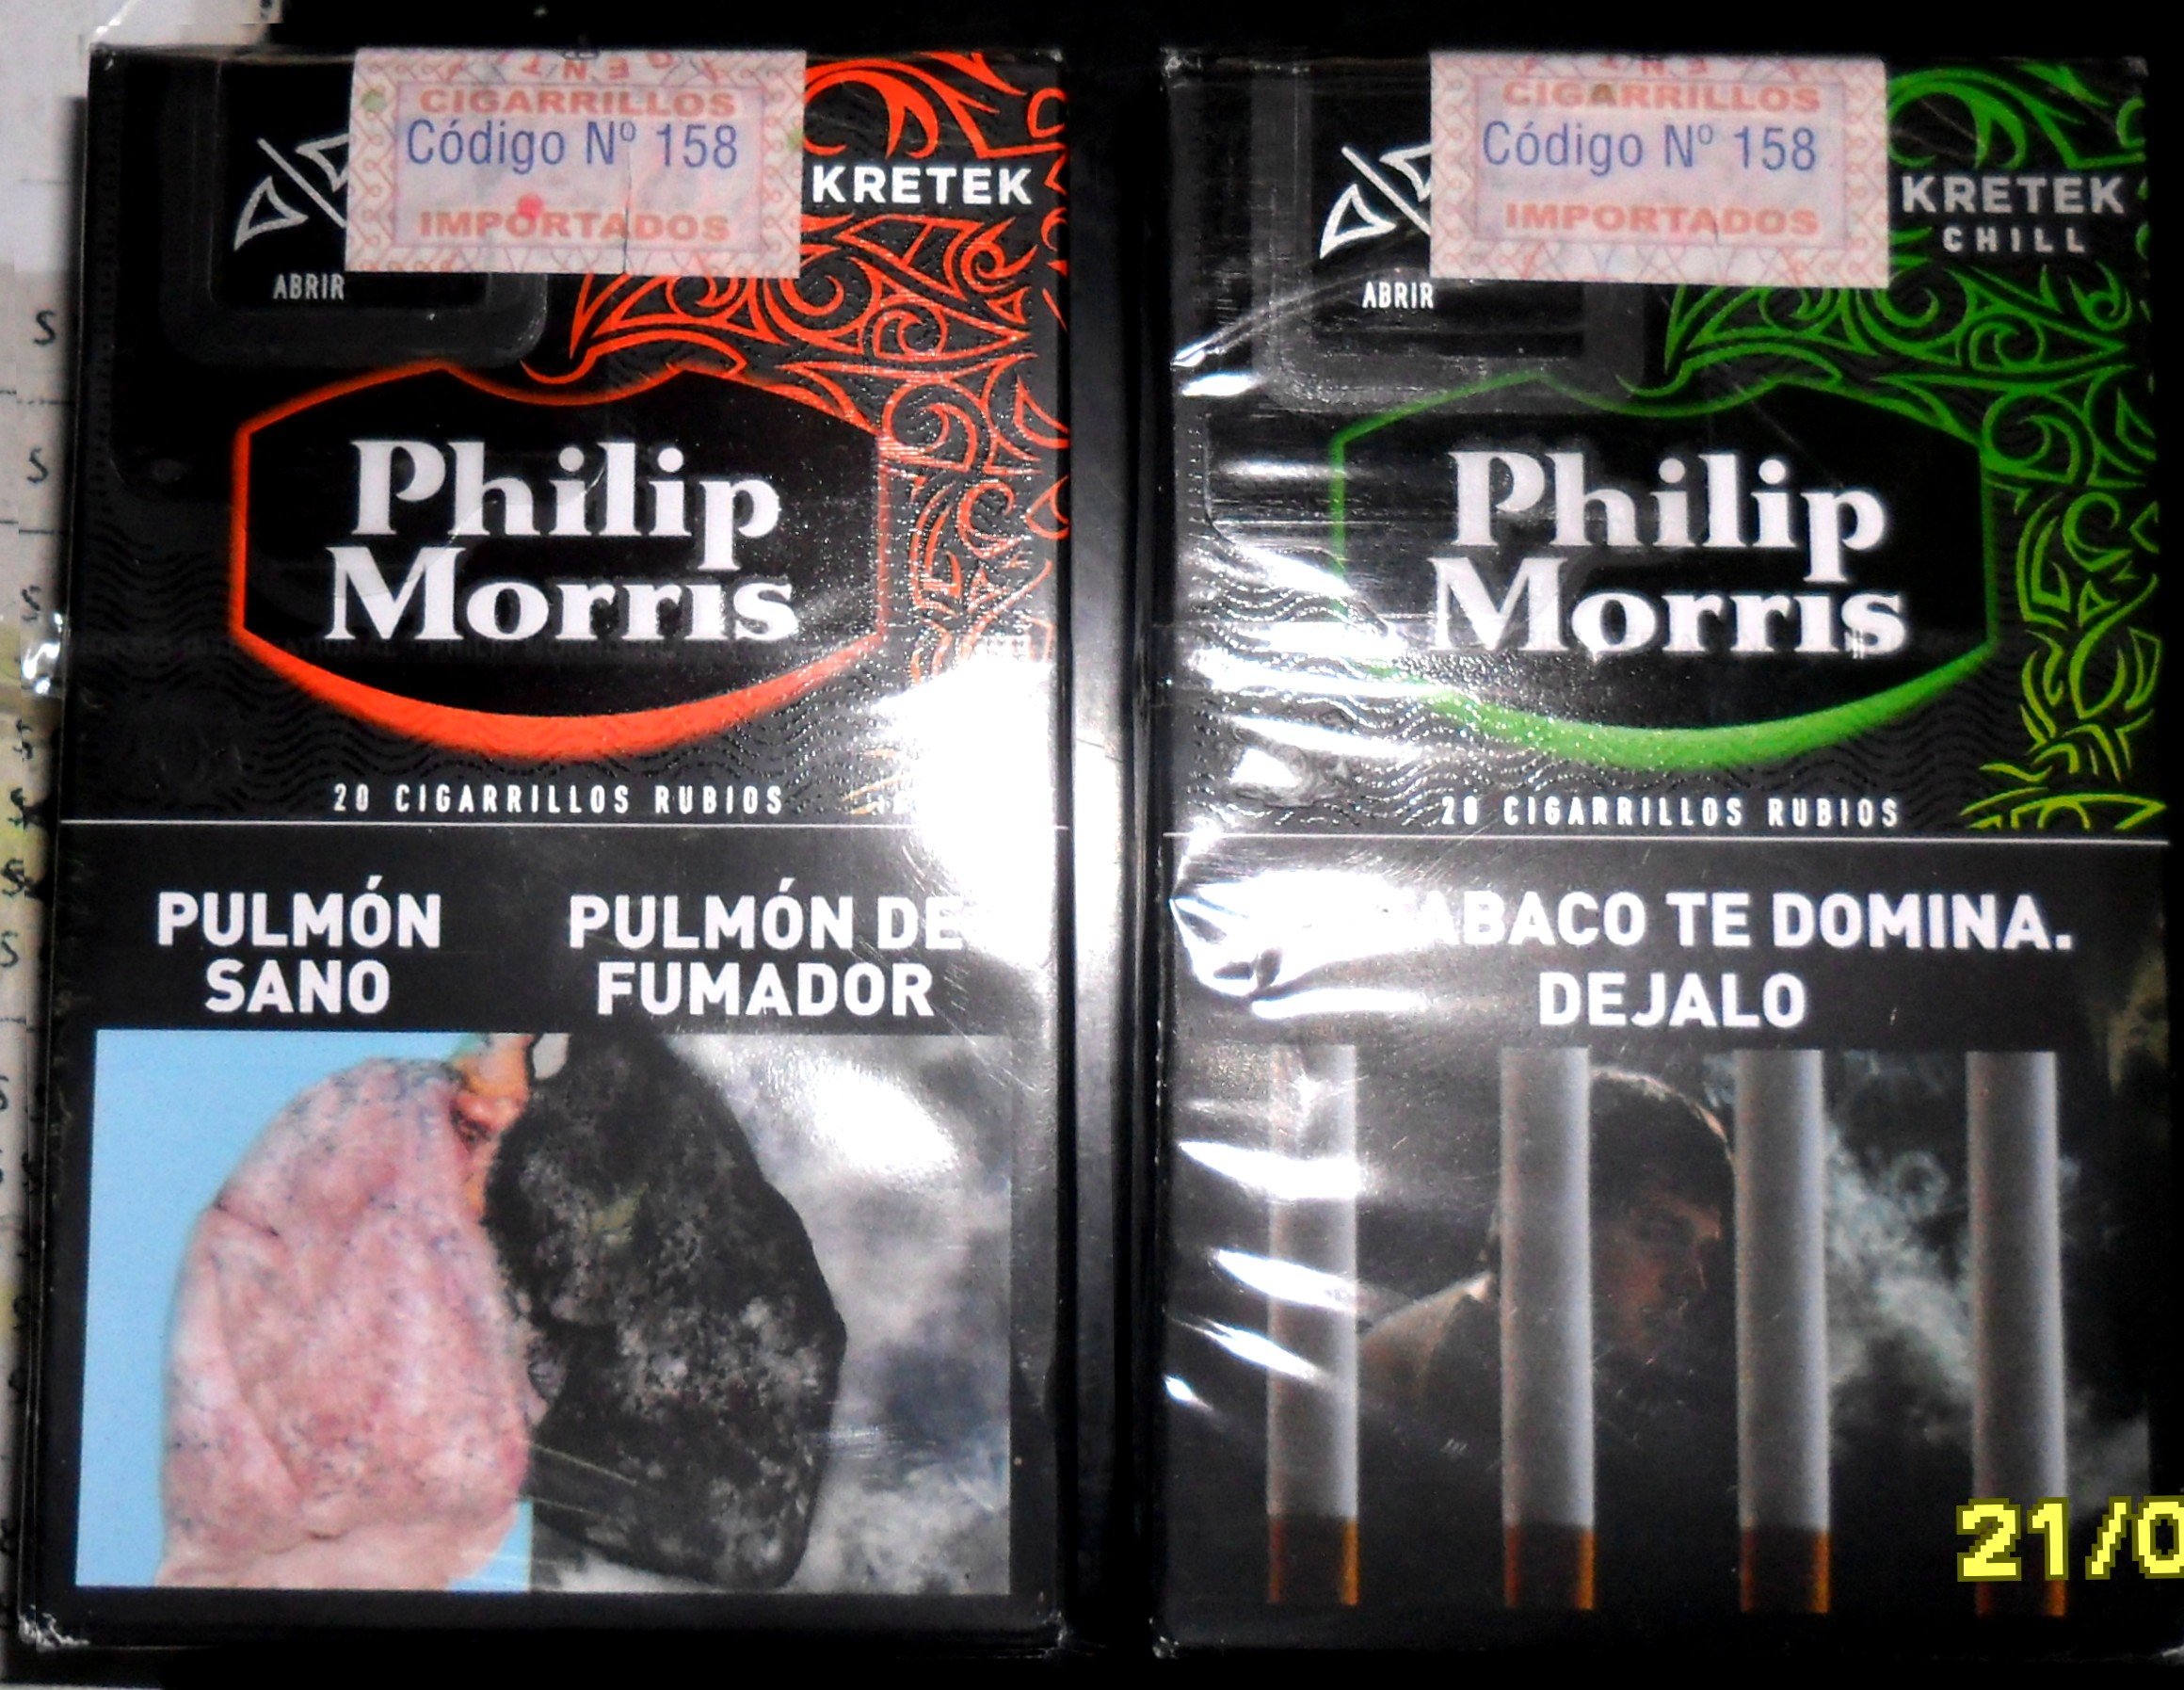 CIGARRILLOS
Código Nº 158
IMPORTADOS
KRETEK
ABRIR
Philip
Morris
20 CIGARRILLOS RUBIOS
PULMÓN
SANO
PULMÓN DE
FUMADOR
CIGARRILLOS
Código Nº 158
IMPORTADOS
KRETEK
CHILL
ABRIR
Philip
Morris
20 CIGARRILLOS RUBIOS
TABACO TE DOMINA.
DEJALO
21/0